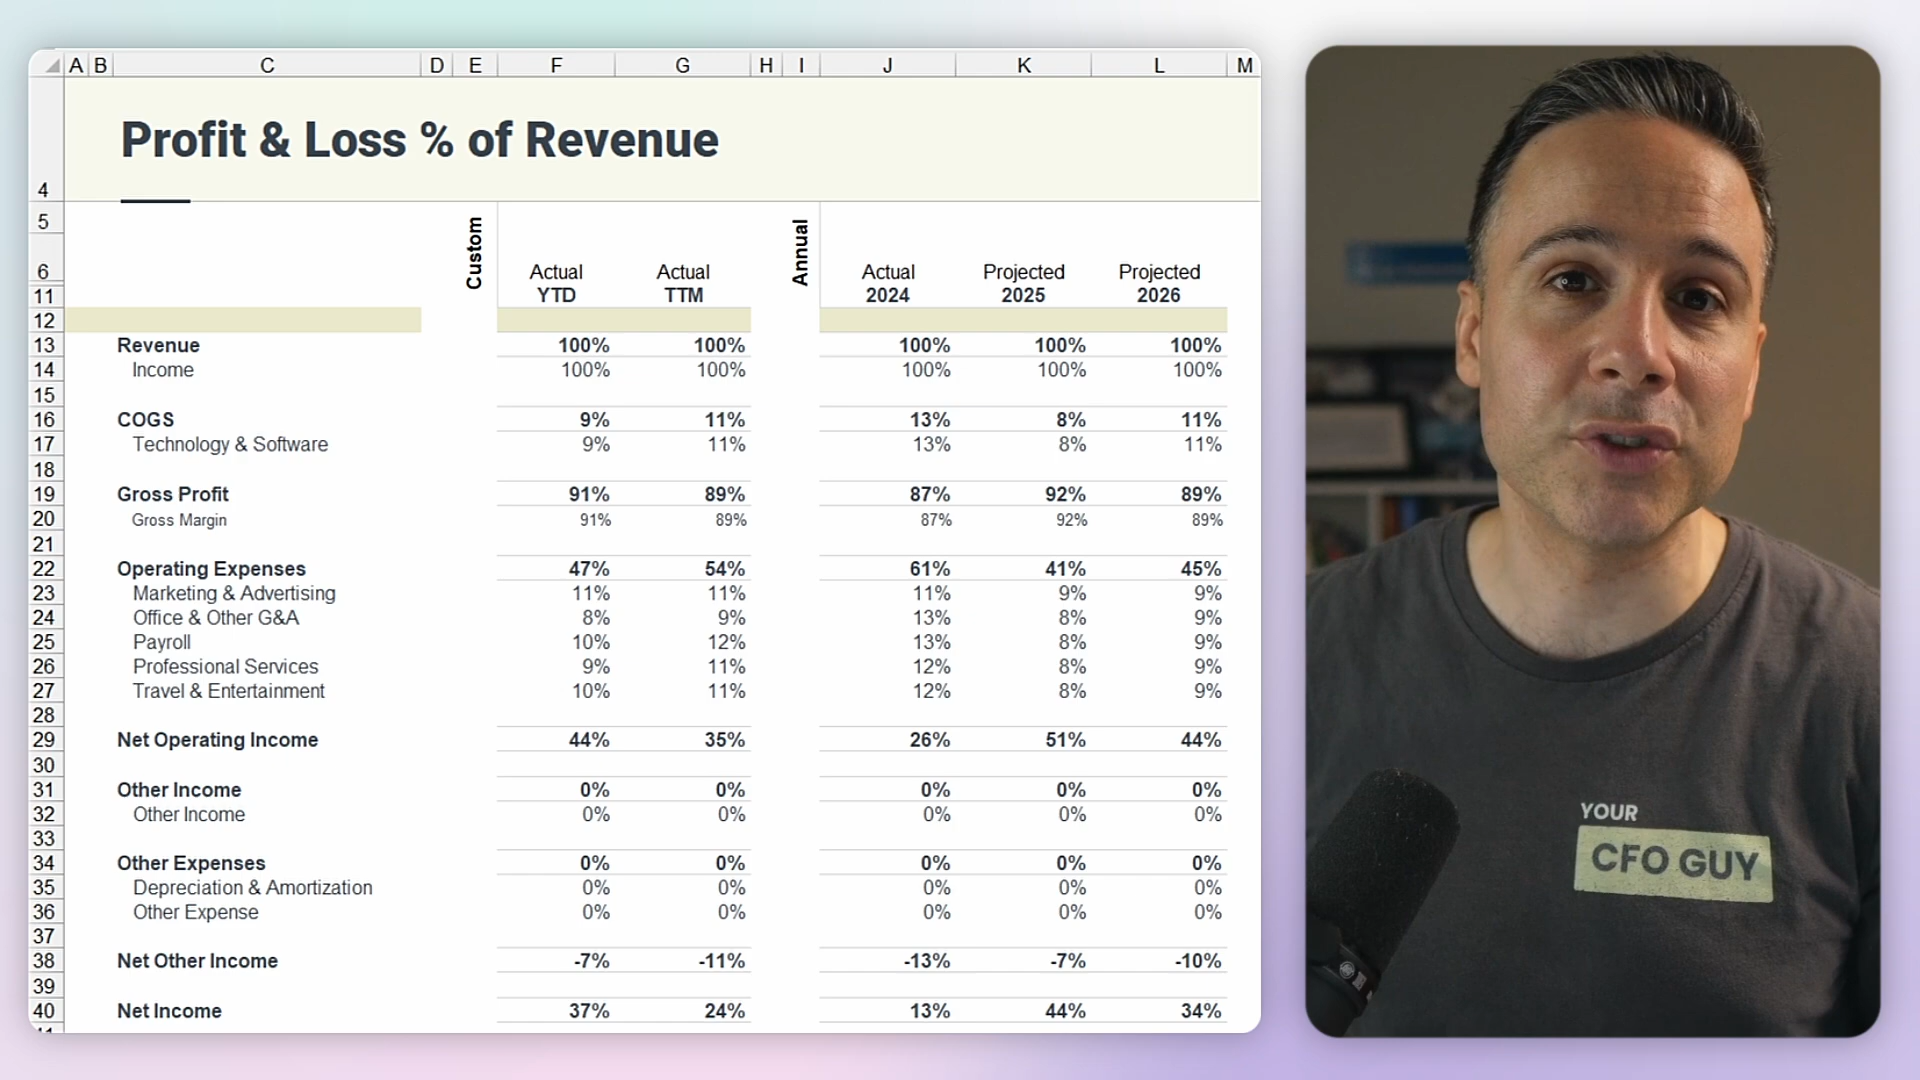 A B C D E F G H I J K L M
Profit & Loss % of Revenue
4
5 Custom Annual
6 Actual Actual Actual Projected Projected
11 YTD TTM 2024 2025 2026
12
13 Revenue 100% 100% 100% 100% 100%
14 Income 100% 100% 100% 100% 100%
15
16 COGS 9% 11% 13% 8% 11%
17 Technology & Software 9% 11% 13% 8% 11%
18
19 Gross Profit 91% 89% 87% 92% 89%
20 Gross Margin 91% 89% 87% 92% 89%
21
22 Operating Expenses 47% 54% 61% 41% 45%
23 Marketing & Advertising 11% 11% 11% 9% 9%
24 Office & Other G&A 8% 9% 13% 8% 9%
25 Payroll 10% 12% 13% 8% 9%
26 Professional Services 9% 11% 12% 8% 9%
27 Travel & Entertainment 10% 11% 12% 8% 9%
28
29 Net Operating Income 44% 35% 26% 51% 44%
30
31 Other Income 0% 0% 0% 0% 0%
32 Other Income 0% 0% 0% 0% 0%
33
34 Other Expenses 0% 0% 0% 0% 0%
35 Depreciation & Amortization 0% 0% 0% 0% 0%
36 Other Expense 0% 0% 0% 0% 0%
37
38 Net Other Income -7% -11% -13% -7% -10%
39
40 Net Income 37% 24% 13% 44% 34%
YOUR
CFO GUY